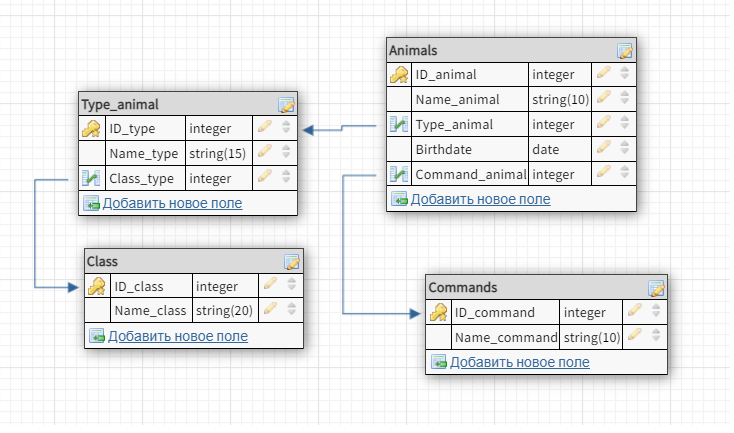 Type_animal
ID_type integer
Name_type string(15)
Class_type integer
Добавить новое поле
Animals
ID_animal integer
Name_animal string(10)
Type_animal integer
Birthdate date
Command_animal integer
Добавить новое поле
Class
ID_class integer
Name_class string(20)
Добавить новое поле
Commands
ID_command integer
Name_command string(10)
Добавить новое поле